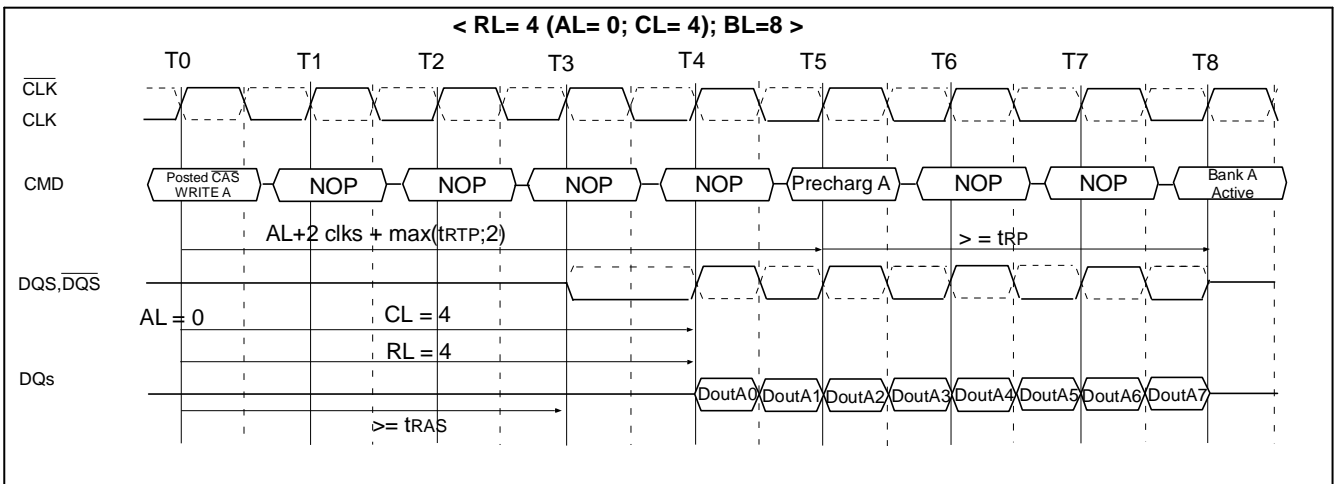 < RL= 4 (AL= 0; CL= 4); BL=8 >
T0 T1 T2 T3 T4 T5 T6 T7 T8
CLK
CLK
CMD
Posted CAS
WRITE A
NOP NOP NOP NOP Precharg A NOP NOP
Bank A
Active
AL+2 clks + max(tRTP;2)
> = tRP
DQS,DQS
AL = 0
CL = 4
RL = 4
DQs
DoutA0 DoutA1 DoutA2 DoutA3 DoutA4 DoutA5 DoutA6 DoutA7
>= tRAS